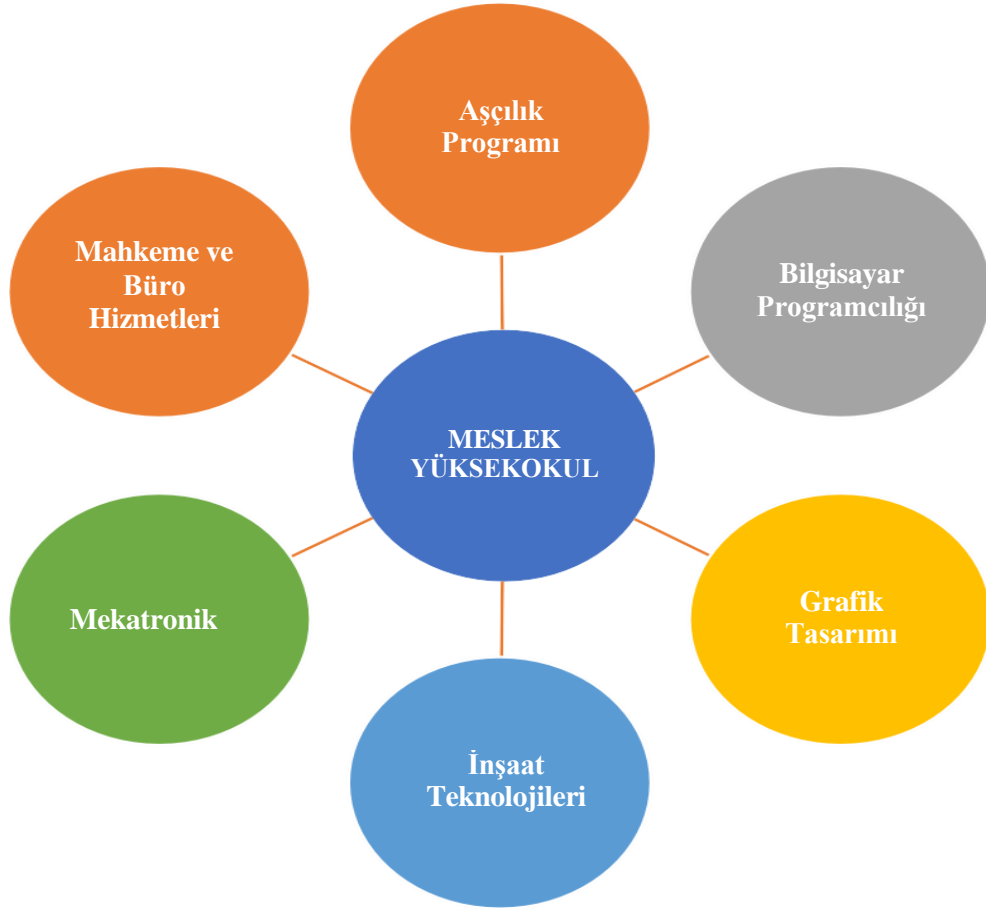 Aşçılık
Programı
Mahkeme ve
Büro
Hizmetleri
Bilgisayar
Programcılığı
MESLEK
YÜKSEKOKUL
Mekatronik
Grafik
Tasarımı
İnşaat
Teknolojileri